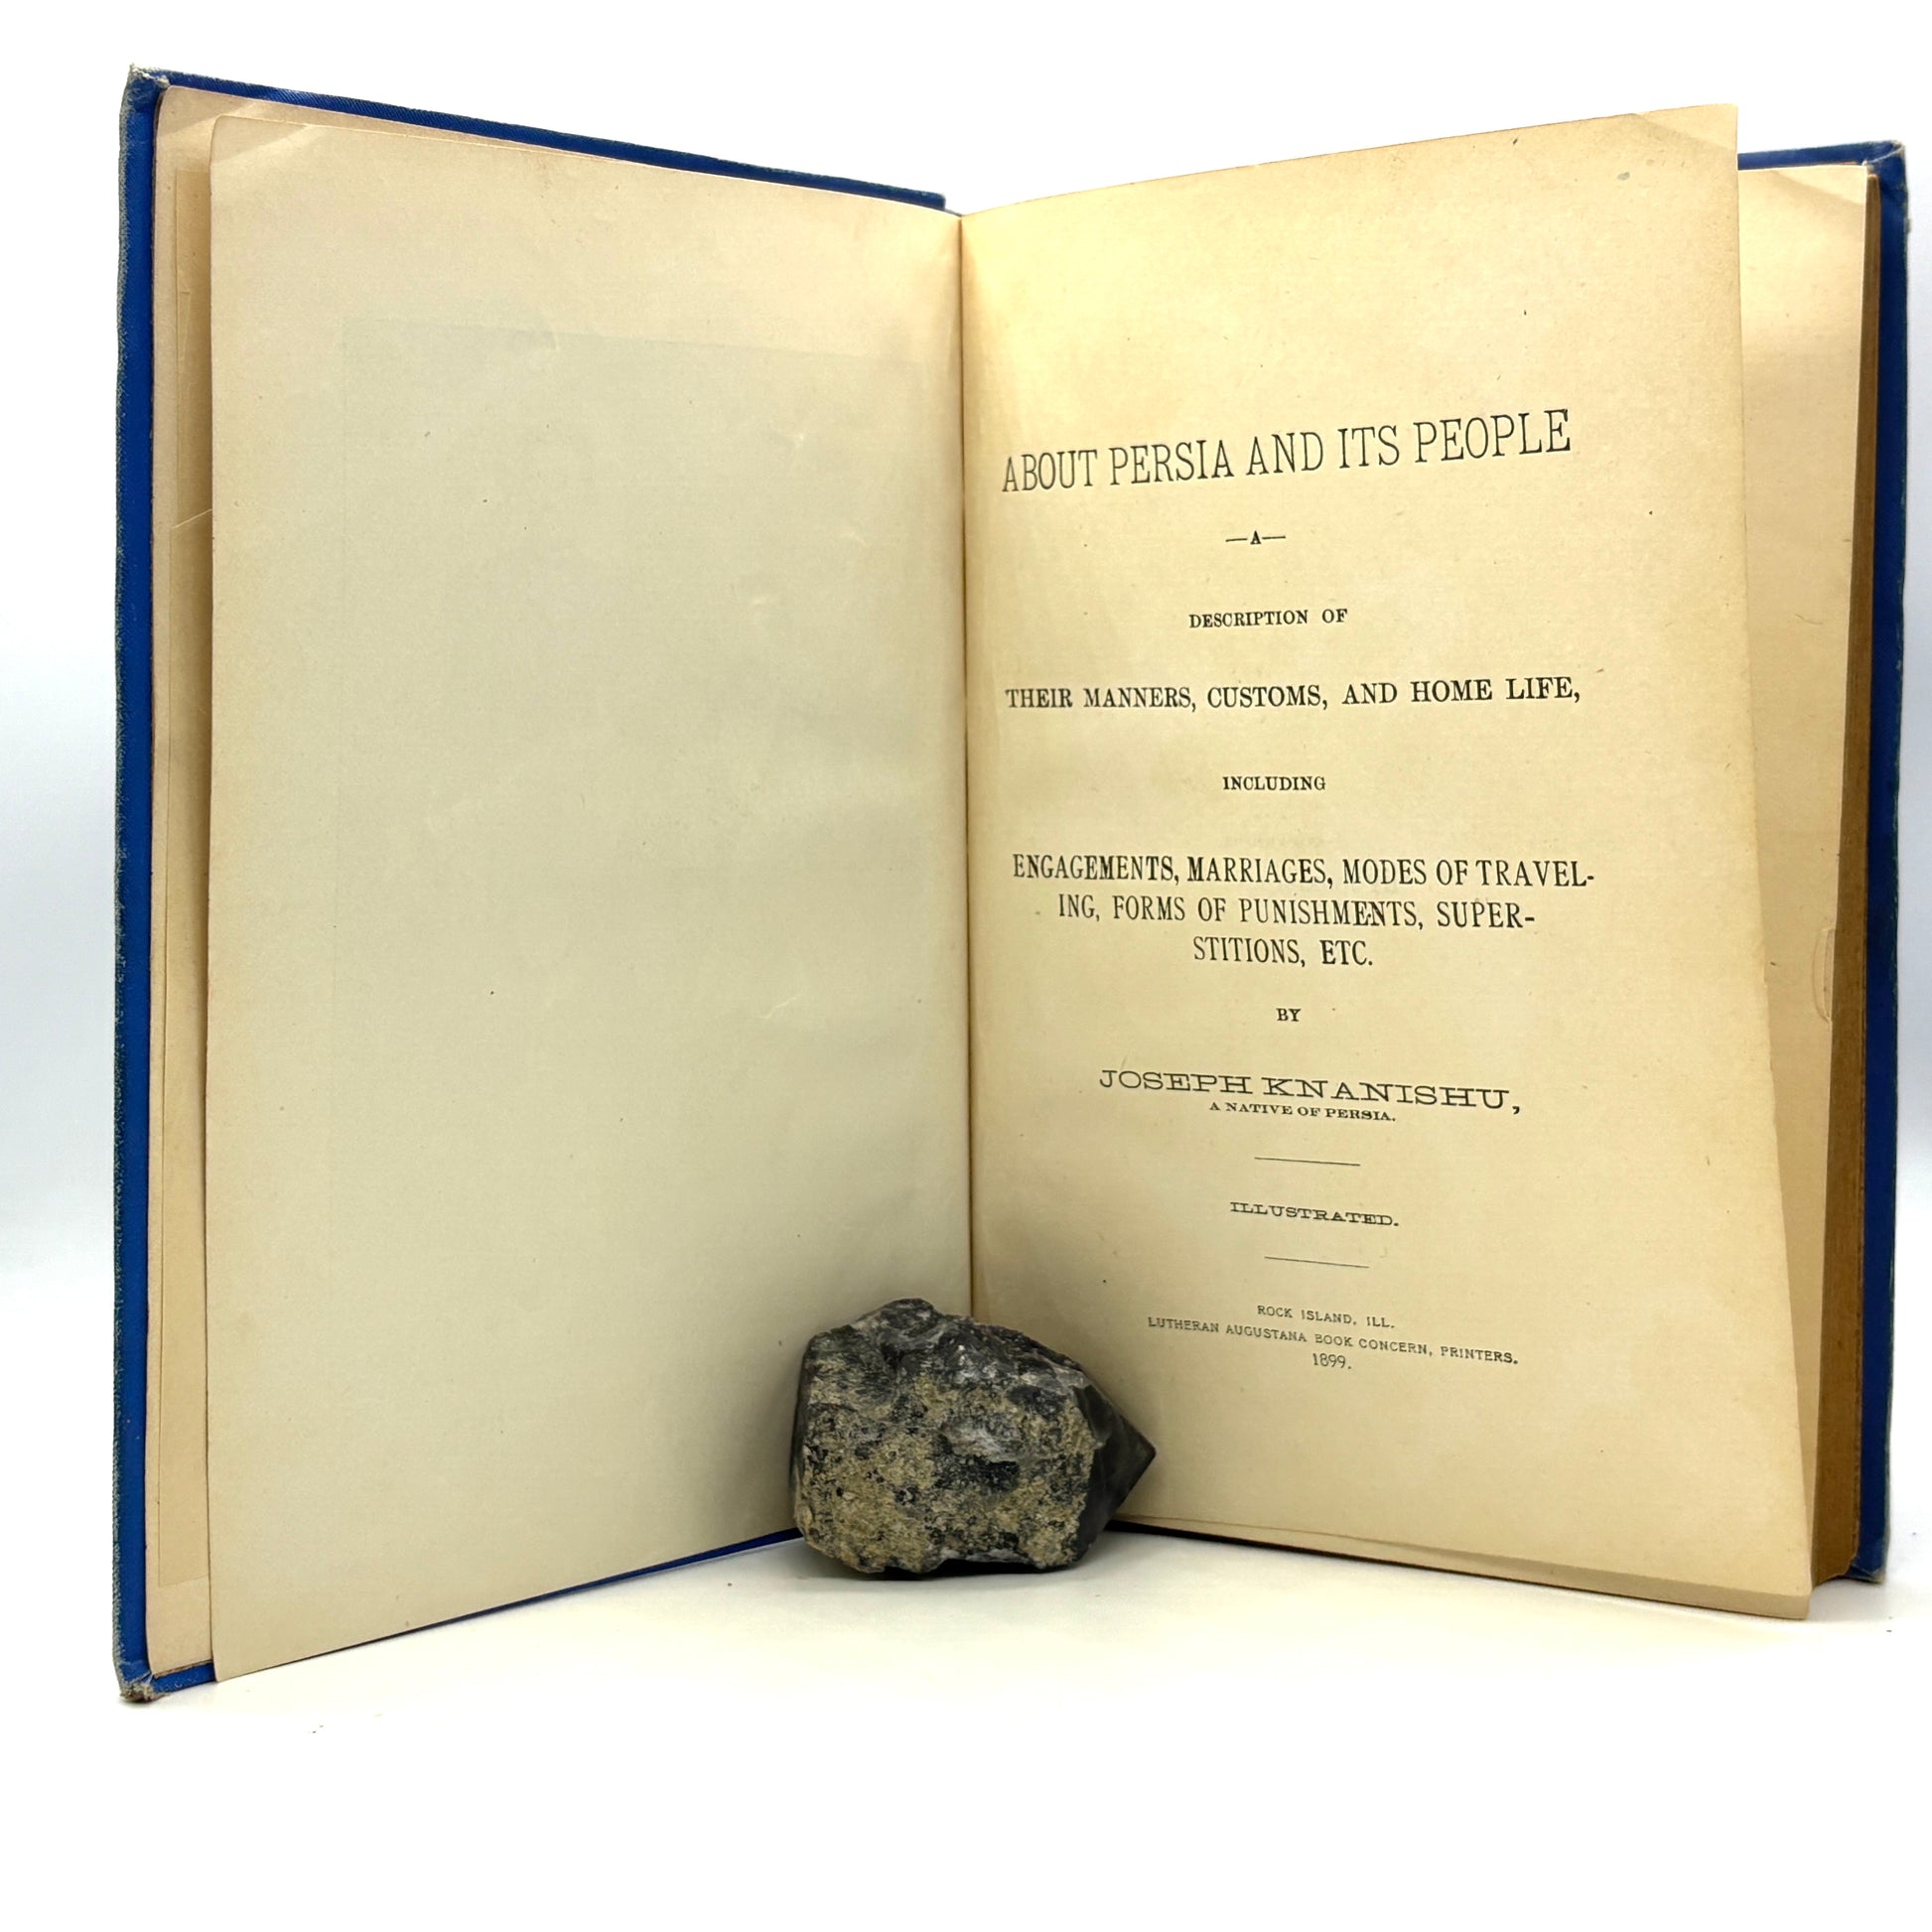 ABOUT PERSIA AND ITS PEOPLE
—A—
DESCRIPTION OF
THEIR MANNERS, CUSTOMS, AND HOME LIFE,
INCLUDING
ENGAGEMENTS, MARRIAGES, MODES OF TRAVEL-
ING, FORMS OF PUNISHMENTS, SUPER-
STITIONS, ETC.
BY
JOSEPH KNANISHU,
A NATIVE OF PERSIA.
ILLUSTRATED.
ROCK ISLAND, ILL.
LUTHERAN AUGUSTANA BOOK CONCERN, PRINTERS.
1899.